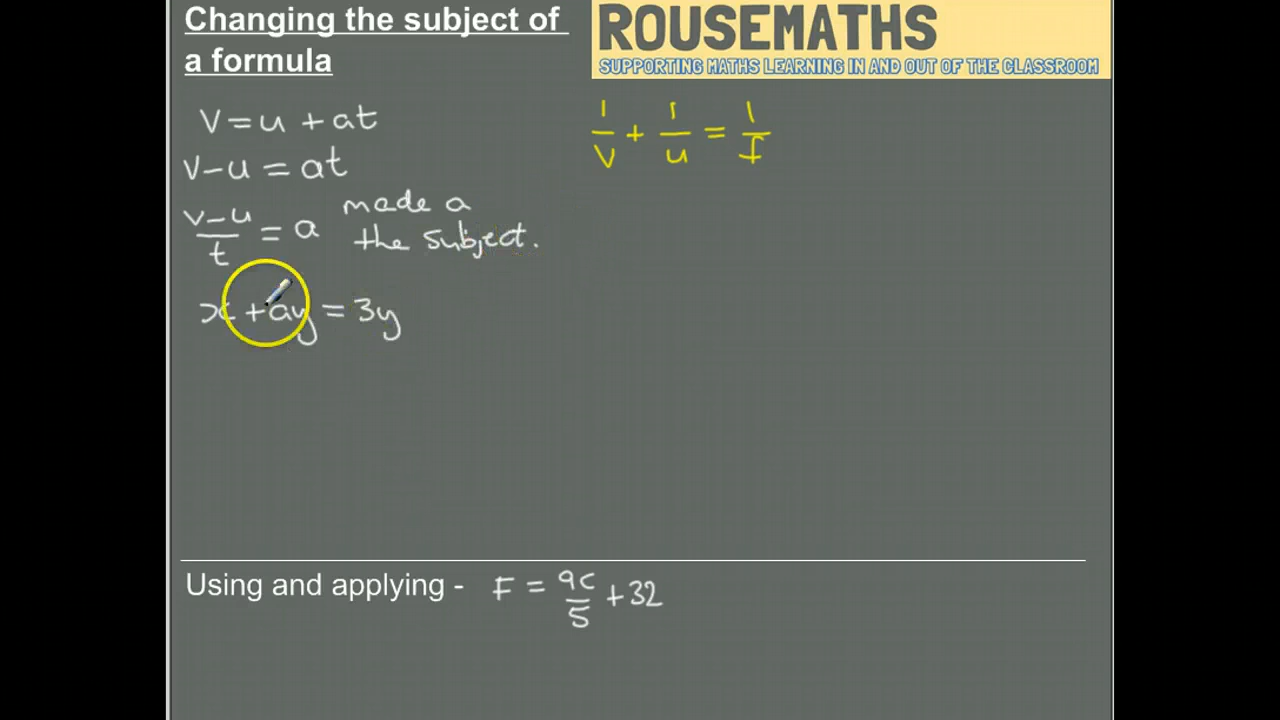 Changing the subject of
a formula
ROUSEMATHS
SUPPORTING MATHS LEARNING IN AND OUT OF THE CLASSROOM
v = u + at
v - u = at
v - u
/ t = a
made a
the subject.
x + ay = 3y
1/v + 1/u = 1/f
Using and applying - F = 9c/5 + 32